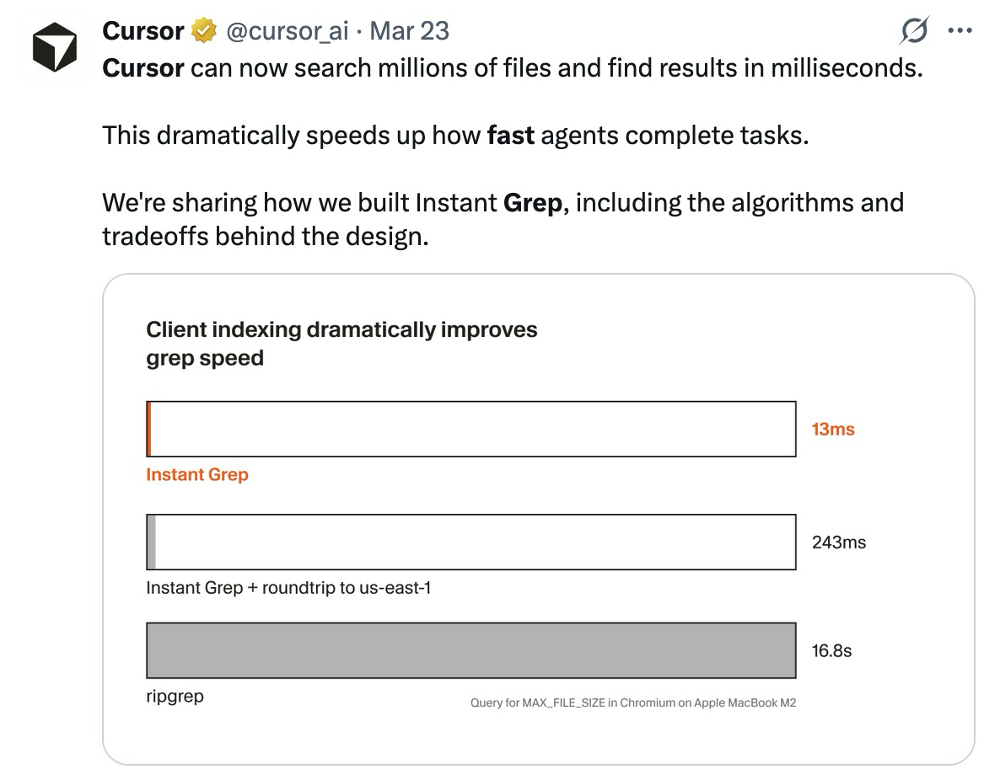 Cursor @cursor_ai · Mar 23
Cursor can now search millions of files and find results in milliseconds.
This dramatically speeds up how fast agents complete tasks.
We're sharing how we built Instant Grep, including the algorithms and
tradeoffs behind the design.
Client indexing dramatically improves
grep speed
13ms
Instant Grep
243ms
Instant Grep + roundtrip to us-east-1
16.8s
ripgrep
Query for MAX_FILE_SIZE in Chromium on Apple MacBook M2